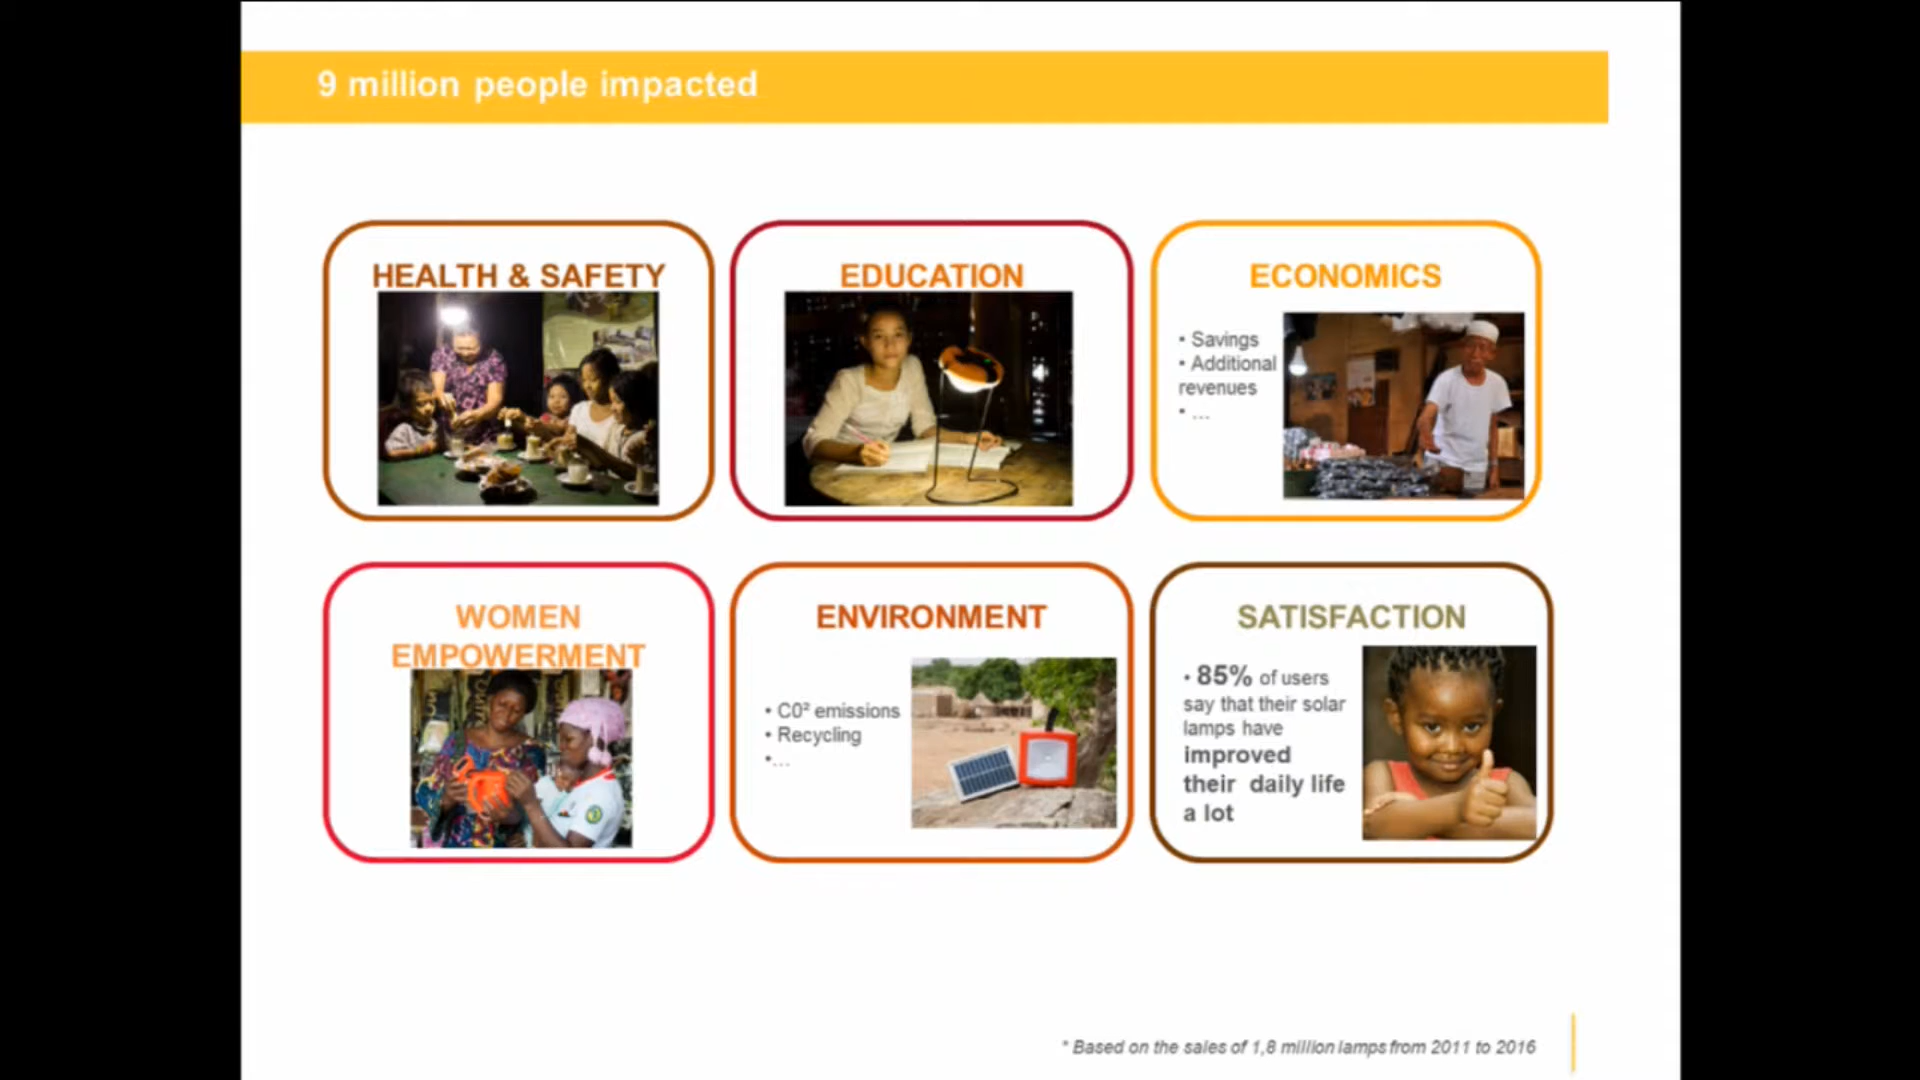 9 million people impacted
HEALTH & SAFETY
EDUCATION
ECONOMICS
• Savings
• Additional
revenues
• ...
WOMEN
EMPOWERMENT
ENVIRONMENT
• C0² emissions
• Recycling
•...
SATISFACTION
• 85% of users
say that their solar
lamps have
improved
their daily life
a lot
* Based on the sales of 1,8 million lamps from 2011 to 2016